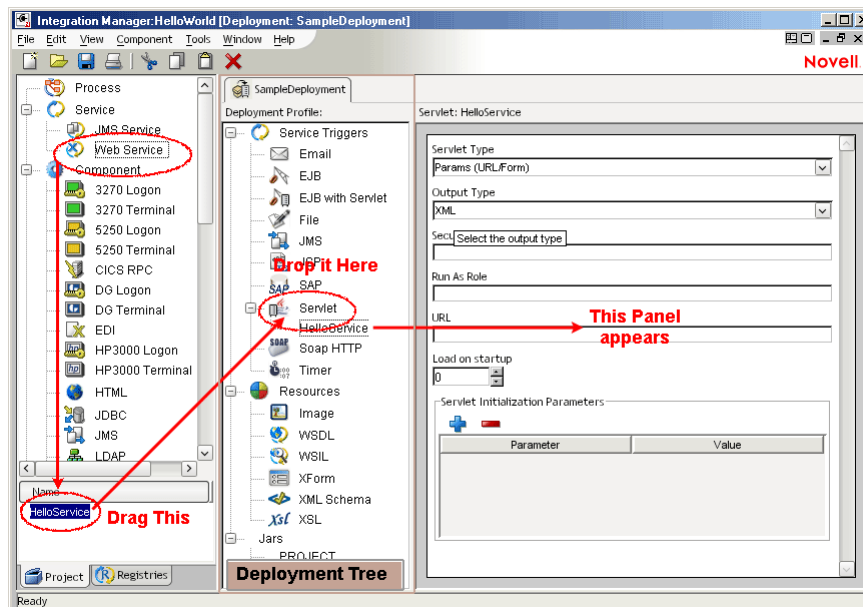 Integration Manager:HelloWorld [Deployment: SampleDeployment]
File Edit View Component Tools Window Help
Novell.
Process
Service
JMS Service
Web Service
Component
3270 Logon
3270 Terminal
5250 Logon
5250 Terminal
CICS RPC
DG Logon
DG Terminal
EDI
HP3000 Logon
HP3000 Terminal
HTML
JDBC
JMS
LDAP
Name
HelloService
Drag This
Project
Registries
SampleDeployment
Deployment Profile:
Service Triggers
Email
EJB
EJB with Servlet
File
JMS
JSP
Drop it Here
SAP
Servlet
HelloService
Soap HTTP
Timer
Resources
Image
WSDL
WSIL
XForm
XML Schema
XSL
Jars
PROJECT
Deployment Tree
Servlet: HelloService
Servlet Type
Params (URL/Form)
Output Type
XML
Select the output type
Run As Role
URL
This Panel
appears
Load on startup
0
Servlet Initialization Parameters
Parameter Value
Ready